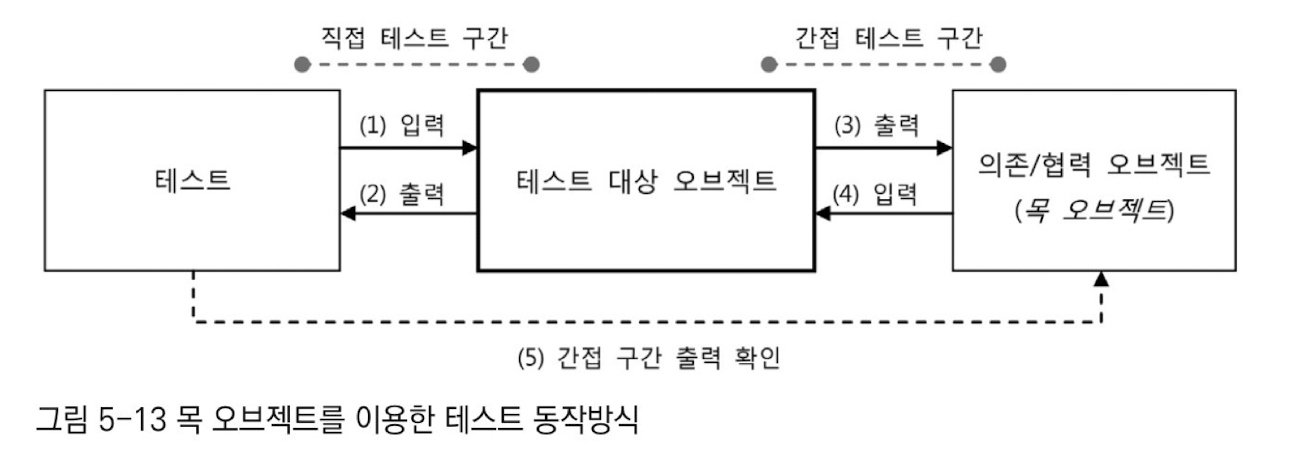 직접 테스트 구간
간접 테스트 구간
(1) 입력
(3) 출력
테스트
테스트 대상 오브젝트
의존/협력 오브젝트
(목 오브젝트)
(2) 출력
(4) 입력
(5) 간접 구간 출력 확인
그림 5-13 목 오브젝트를 이용한 테스트 동작방식